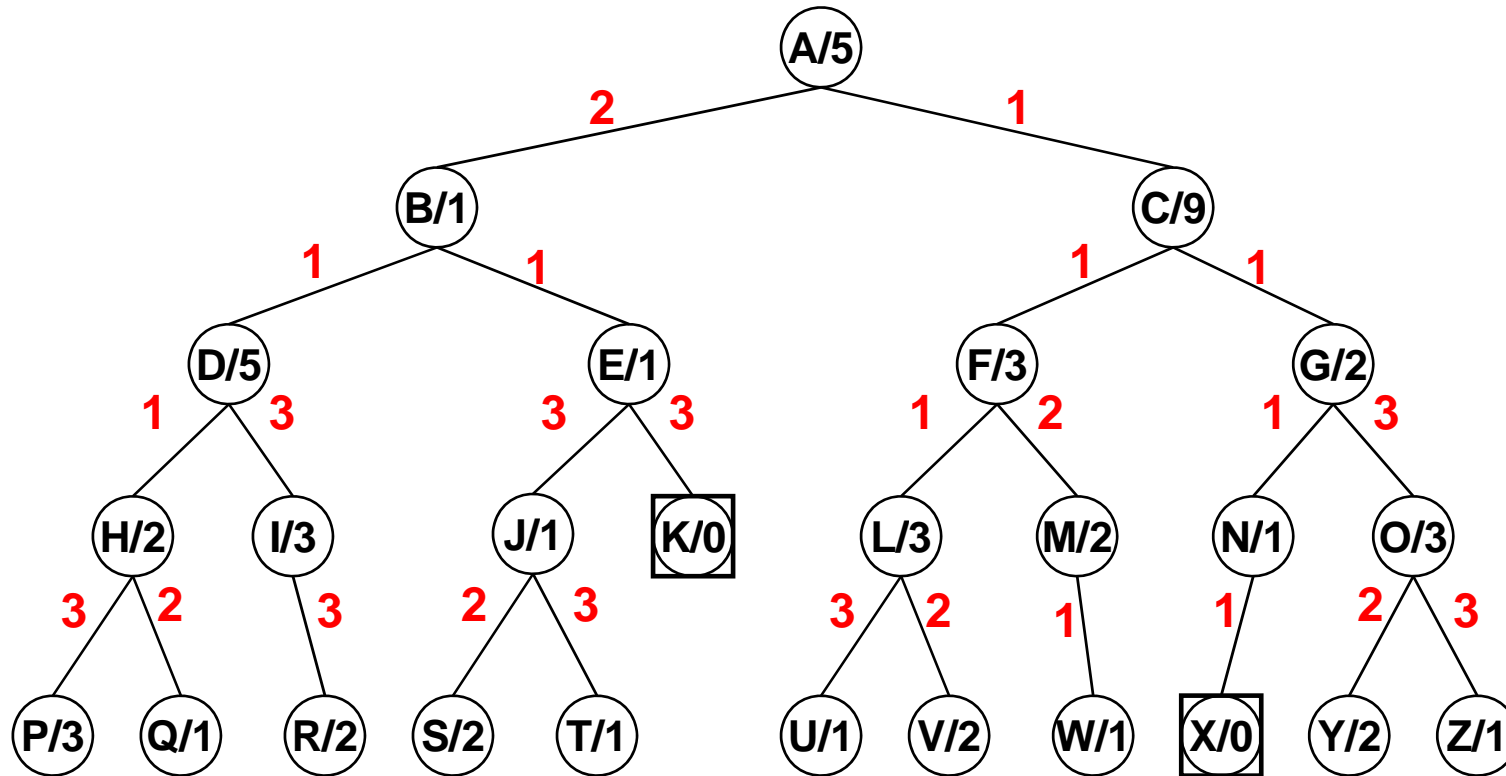 A/5
2 1
B/1 C/9
1 1 1 1
D/5 E/1 F/3 G/2
1 3 3 3 1 2 1 3
H/2 I/3 J/1 K/0 L/3 M/2 N/1 O/3
3 2 3 2 3 3 2 1 1 2 3
P/3 Q/1 R/2 S/2 T/1 U/1 V/2 W/1 X/0 Y/2 Z/1